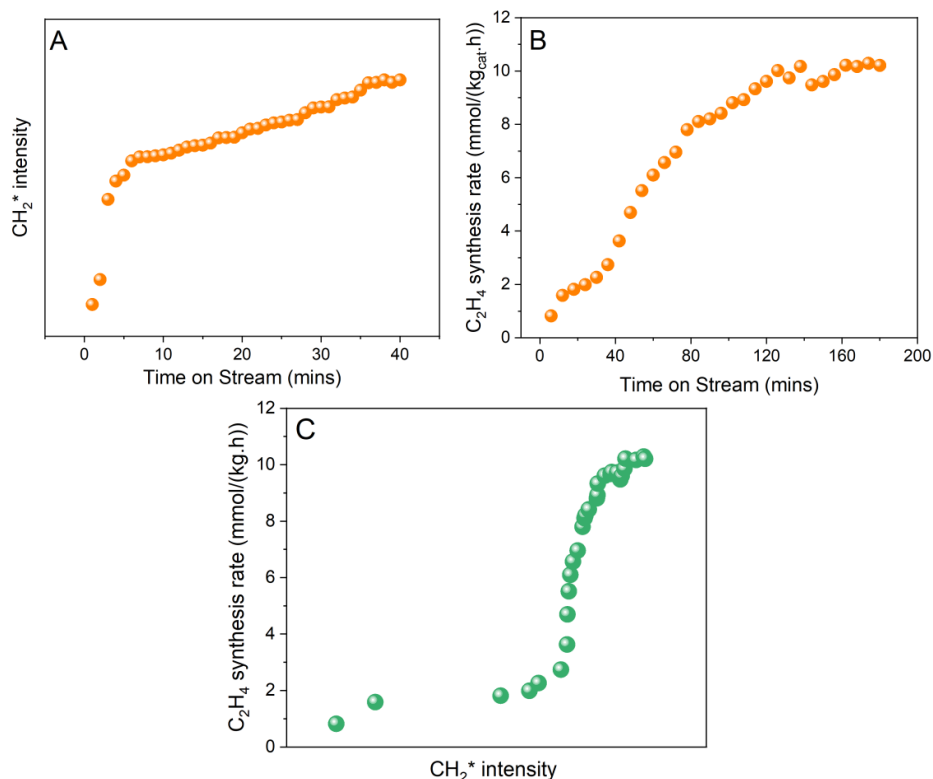 A
CH₂* intensity
0 10 20 30 40
Time on Stream (mins)
B
C₂H₄ synthesis rate (mmol/(kg_cat.h))
12
10
8
6
4
2
0
0 40 80 120 160 200
Time on Stream (mins)
C
C₂H₄ synthesis rate (mmol/(kg.h))
12
10
8
6
4
2
0
CH₂* intensity